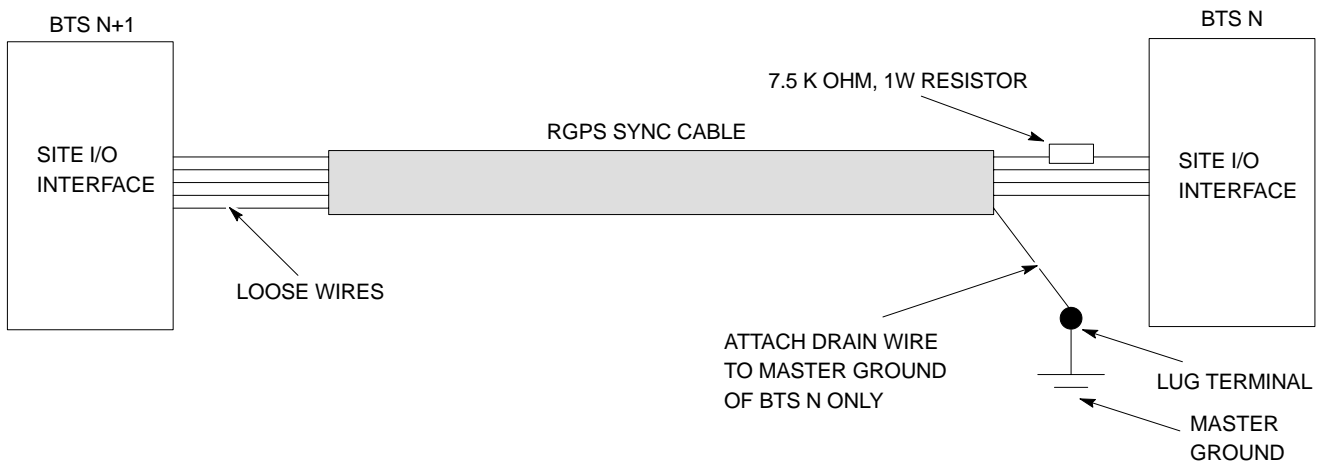 BTS N+1
BTS N
7.5 K OHM, 1W RESISTOR
RGPS SYNC CABLE
SITE I/O
INTERFACE
SITE I/O
INTERFACE
LOOSE WIRES
ATTACH DRAIN WIRE
TO MASTER GROUND
OF BTS N ONLY
LUG TERMINAL
MASTER
GROUND